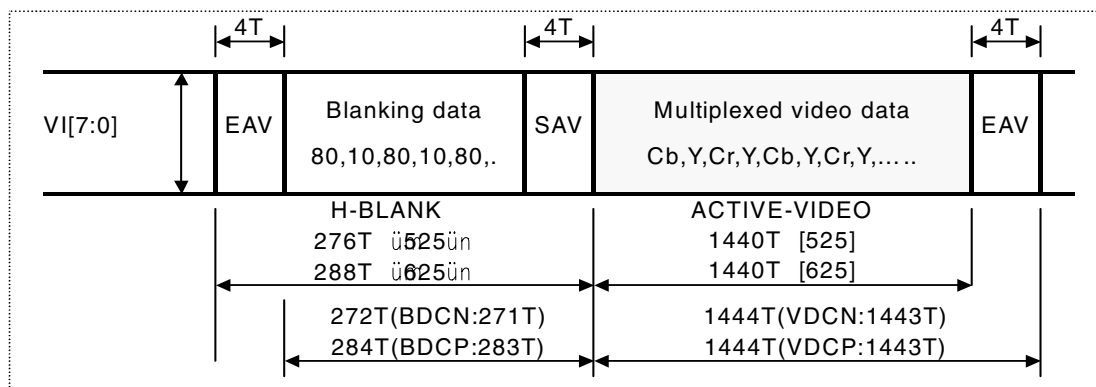 4T 4T 4T
VI[7:0] EAV Blanking data SAV Multiplexed video data EAV
80,10,80,10,80,. Cb,Y,Cr,Y,Cb,Y,Cr,Y,.....
H-BLANK ACTIVE-VIDEO
276T 525 1440T [525]
288T 625 1440T [625]
272T(BDCN:271T) 1444T(VDCN:1443T)
284T(BDCP:283T) 1444T(VDCP:1443T)